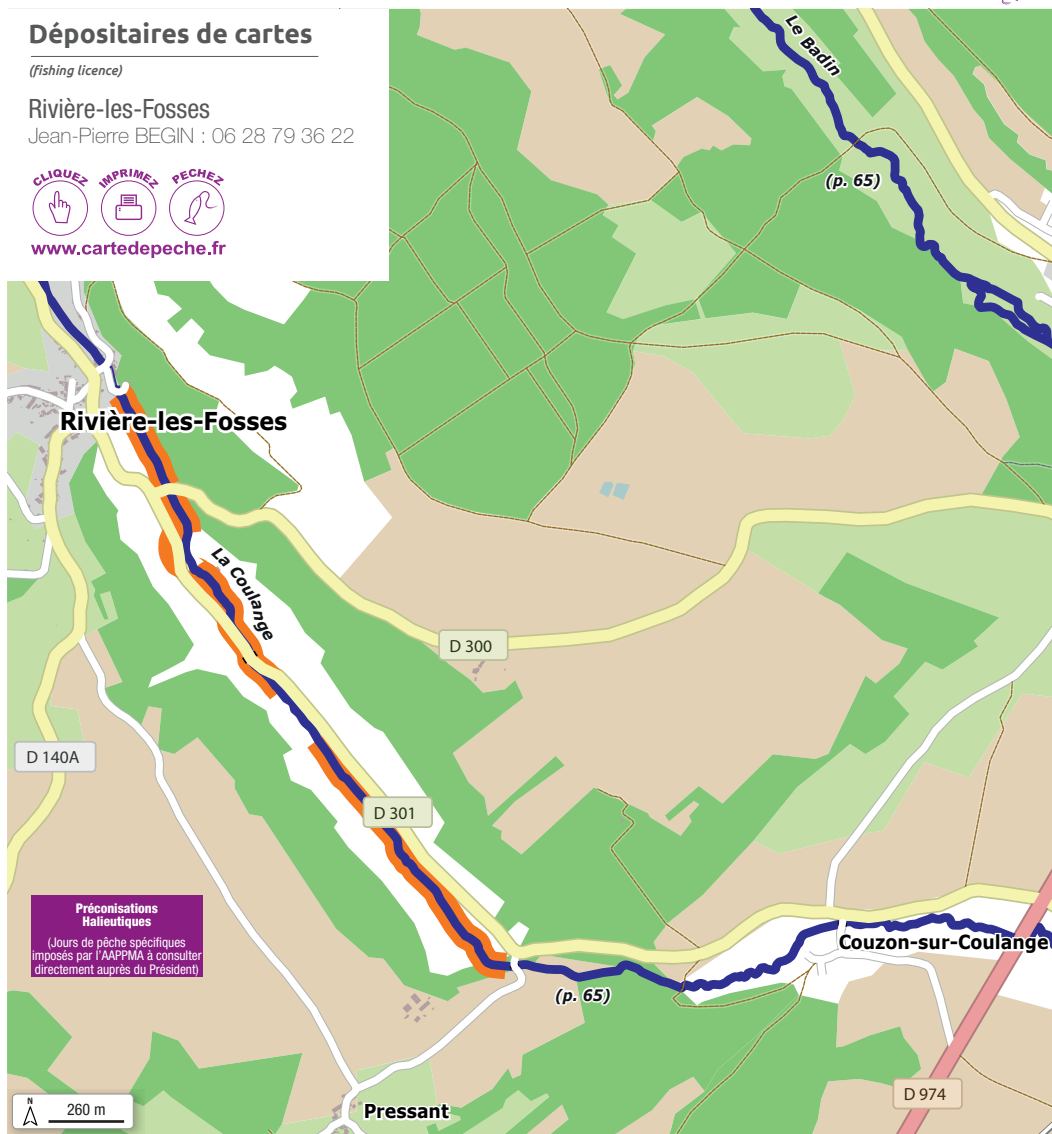 Dépositaires de cartes
(fishing licence)
Rivière-les-Fosses
Jean-Pierre BEGIN : 06 28 79 36 22
CLIQUEZ
IMPRIMEZ
PECHEZ
www.cartedepeche.fr
Le Badin
(p. 65)
Rivière-les-Fosses
La Coulange
D 300
D 140A
D 301
Préconisations
Halieutiques
(Jours de pêche spécifiques
imposés par l'AAPPMA à consulter
directement auprès du Président)
Couzon-sur-Coulange
(p. 65)
D 974
Pressant
N
260 m